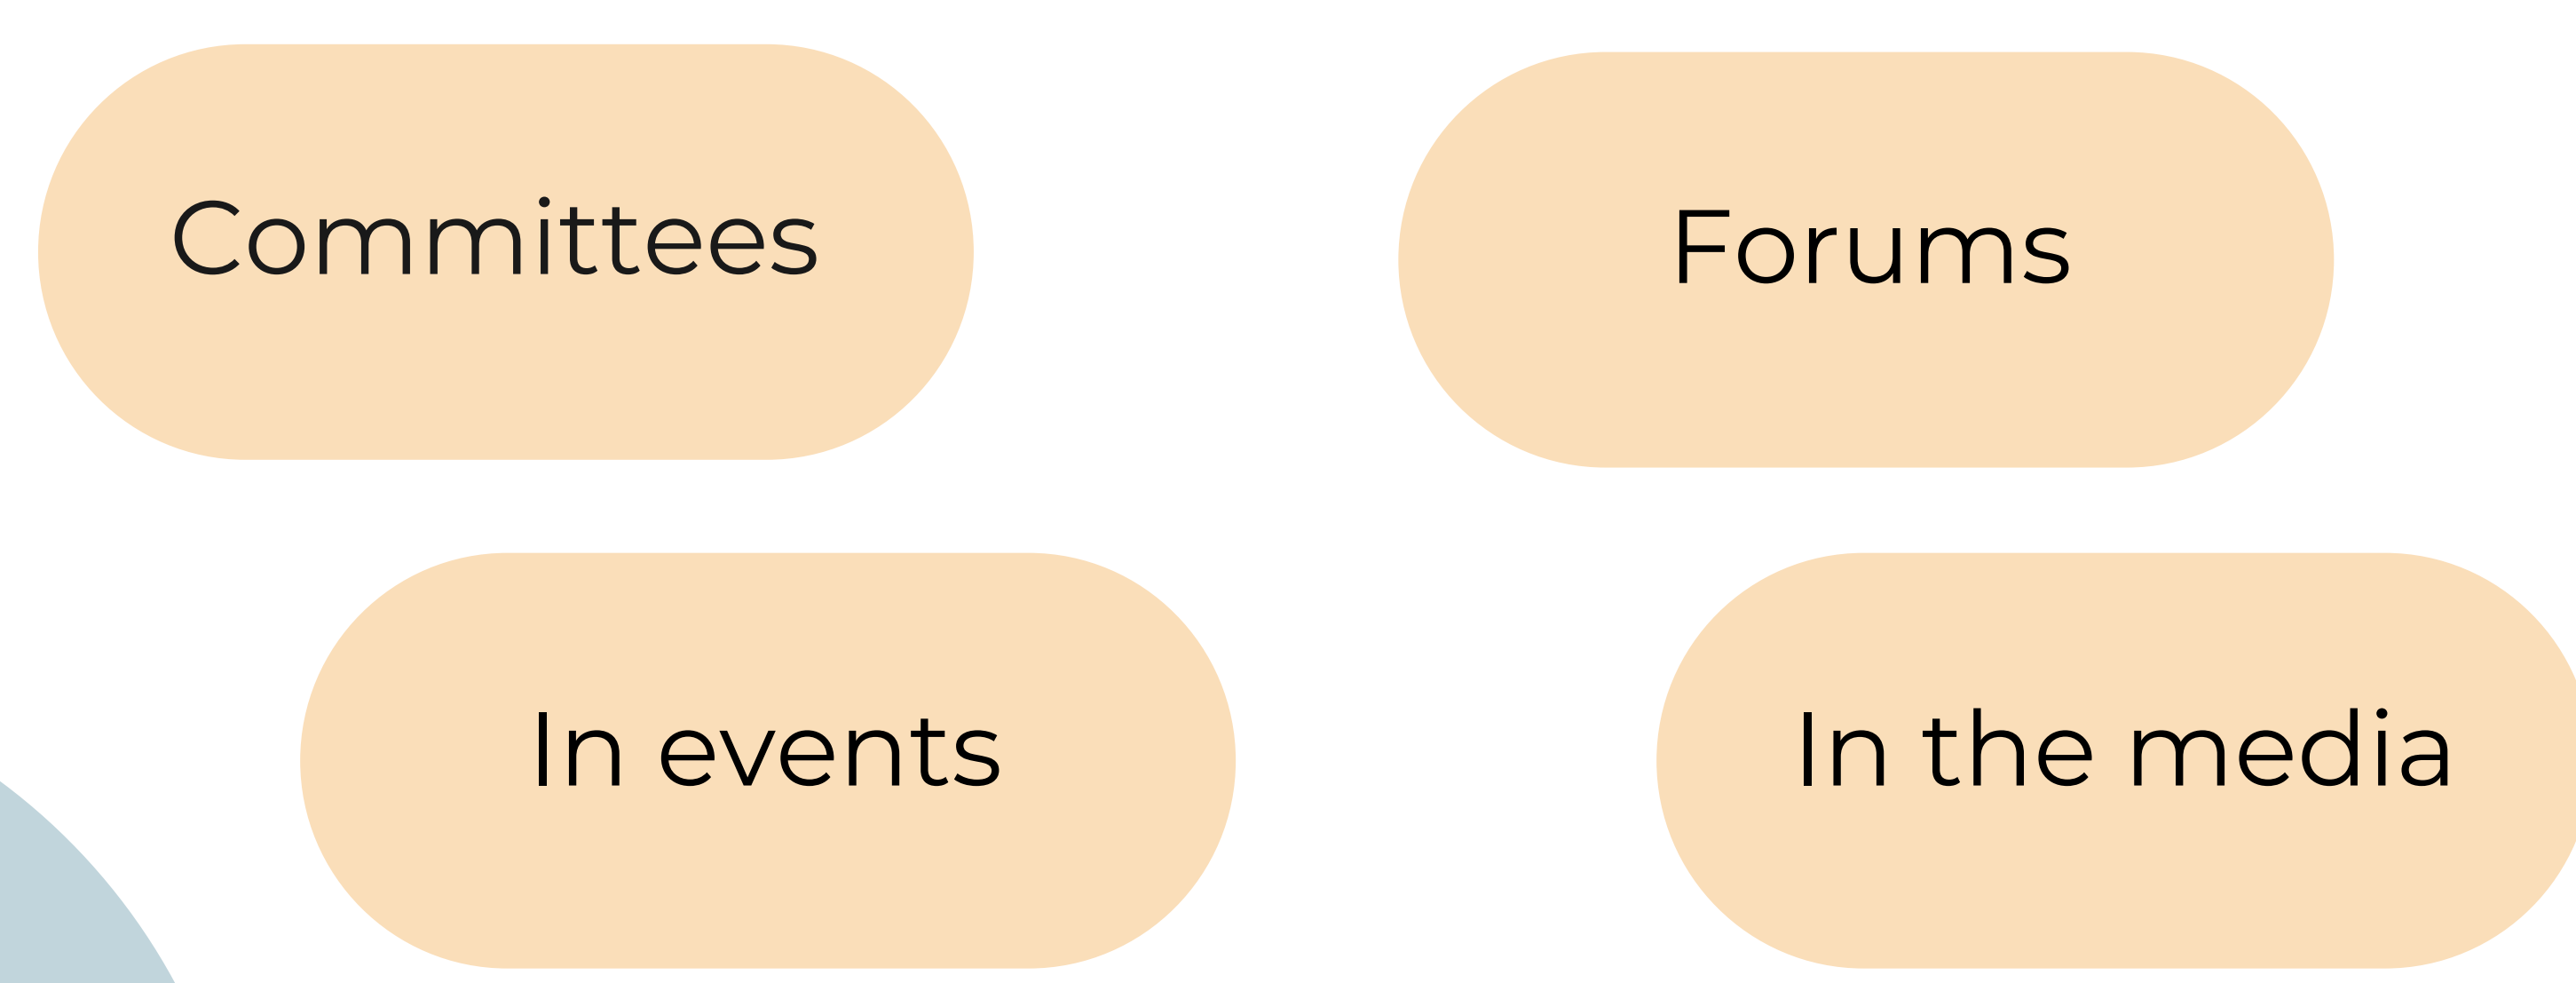 Committees
Forums
In events
In the media